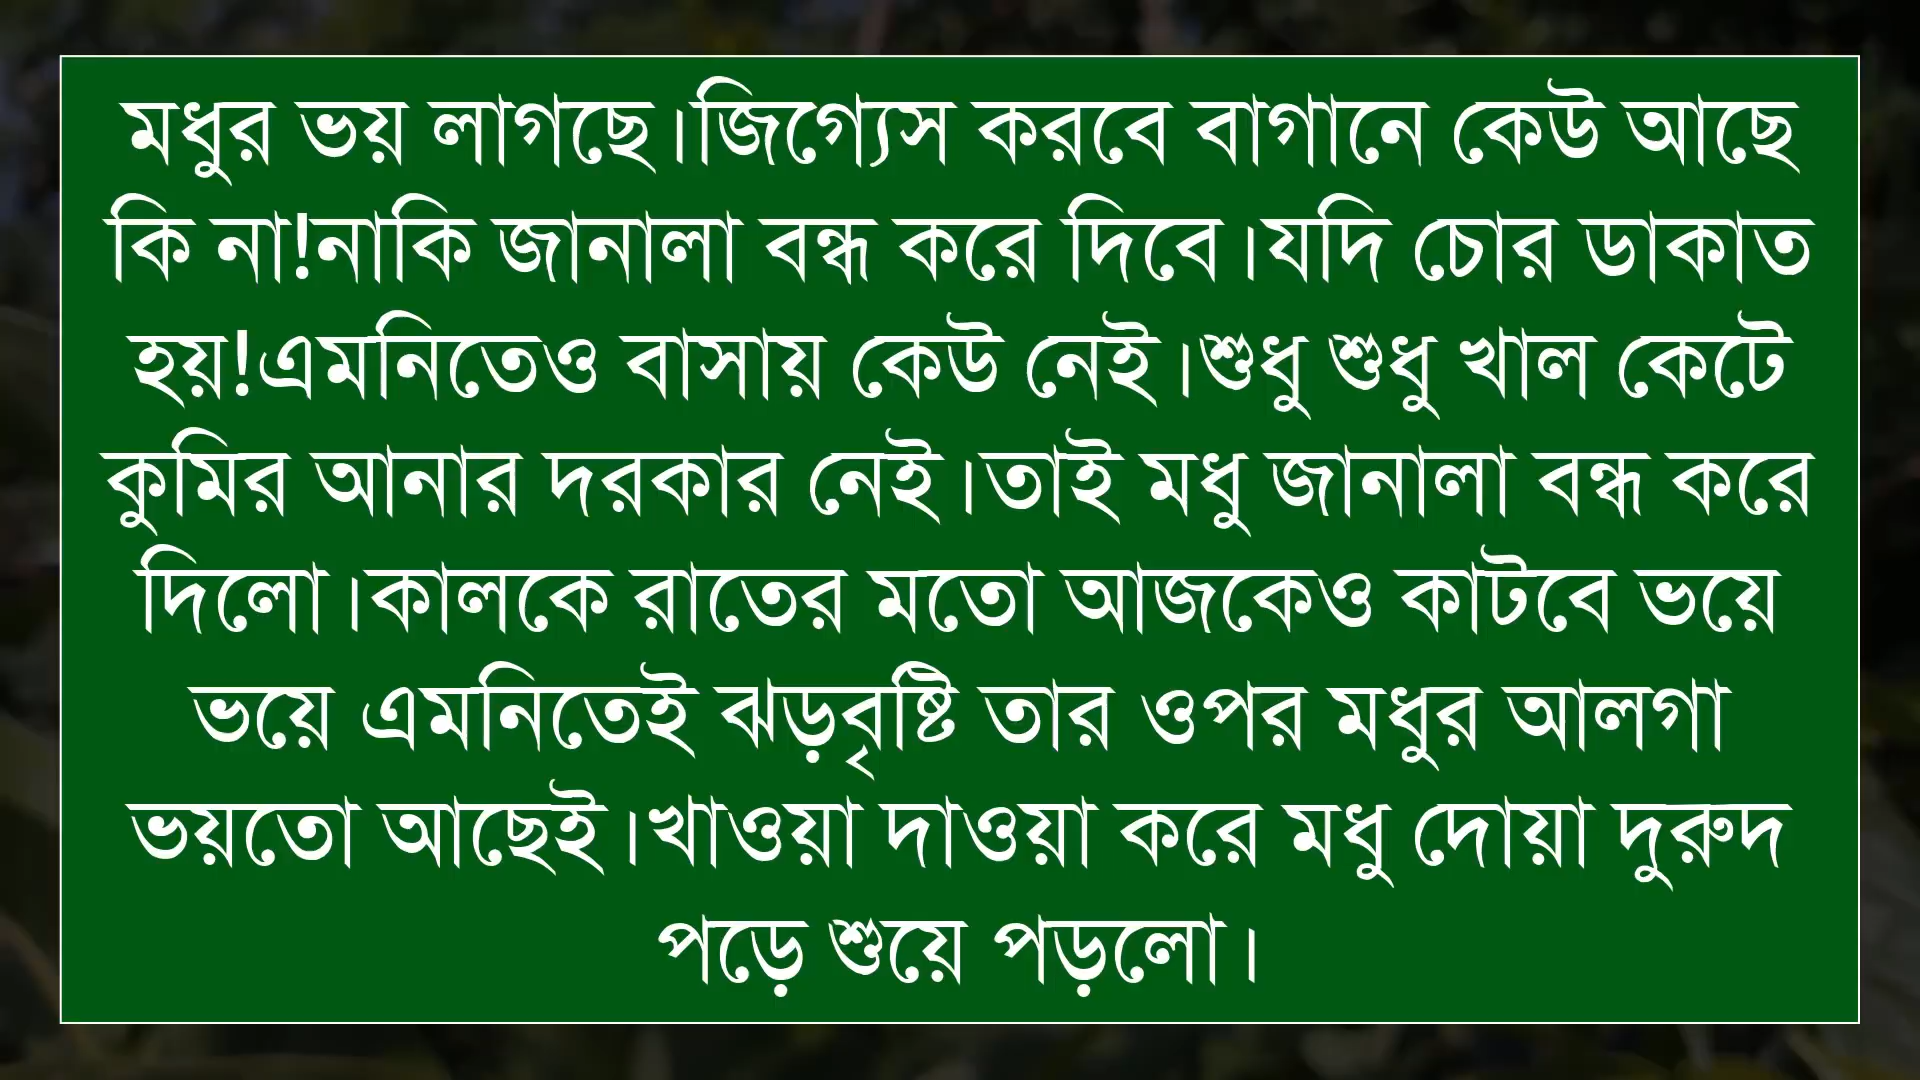 মধুর ভয় লাগছে।জিগ্যেস করবে বাগানে কেউ আছে
কি না!নাকি জানালা বন্ধ করে দিবে।যদি চোর ডাকাত
হয়!এমনিতেও বাসায় কেউ নেই।শুধু শুধু খাল কেটে
কুমির আনার দরকার নেই।তাই মধু জানালা বন্ধ করে
দিলো।কালকে রাতের মতো আজকেও কাটবে ভয়ে
ভয়ে এমনিতেই ঝড়বৃষ্টি তার ওপর মধুর আলগা
ভয়তো আছেই।খাওয়া দাওয়া করে মধু দোয়া দুরুদ
পড়ে শুয়ে পড়লো।